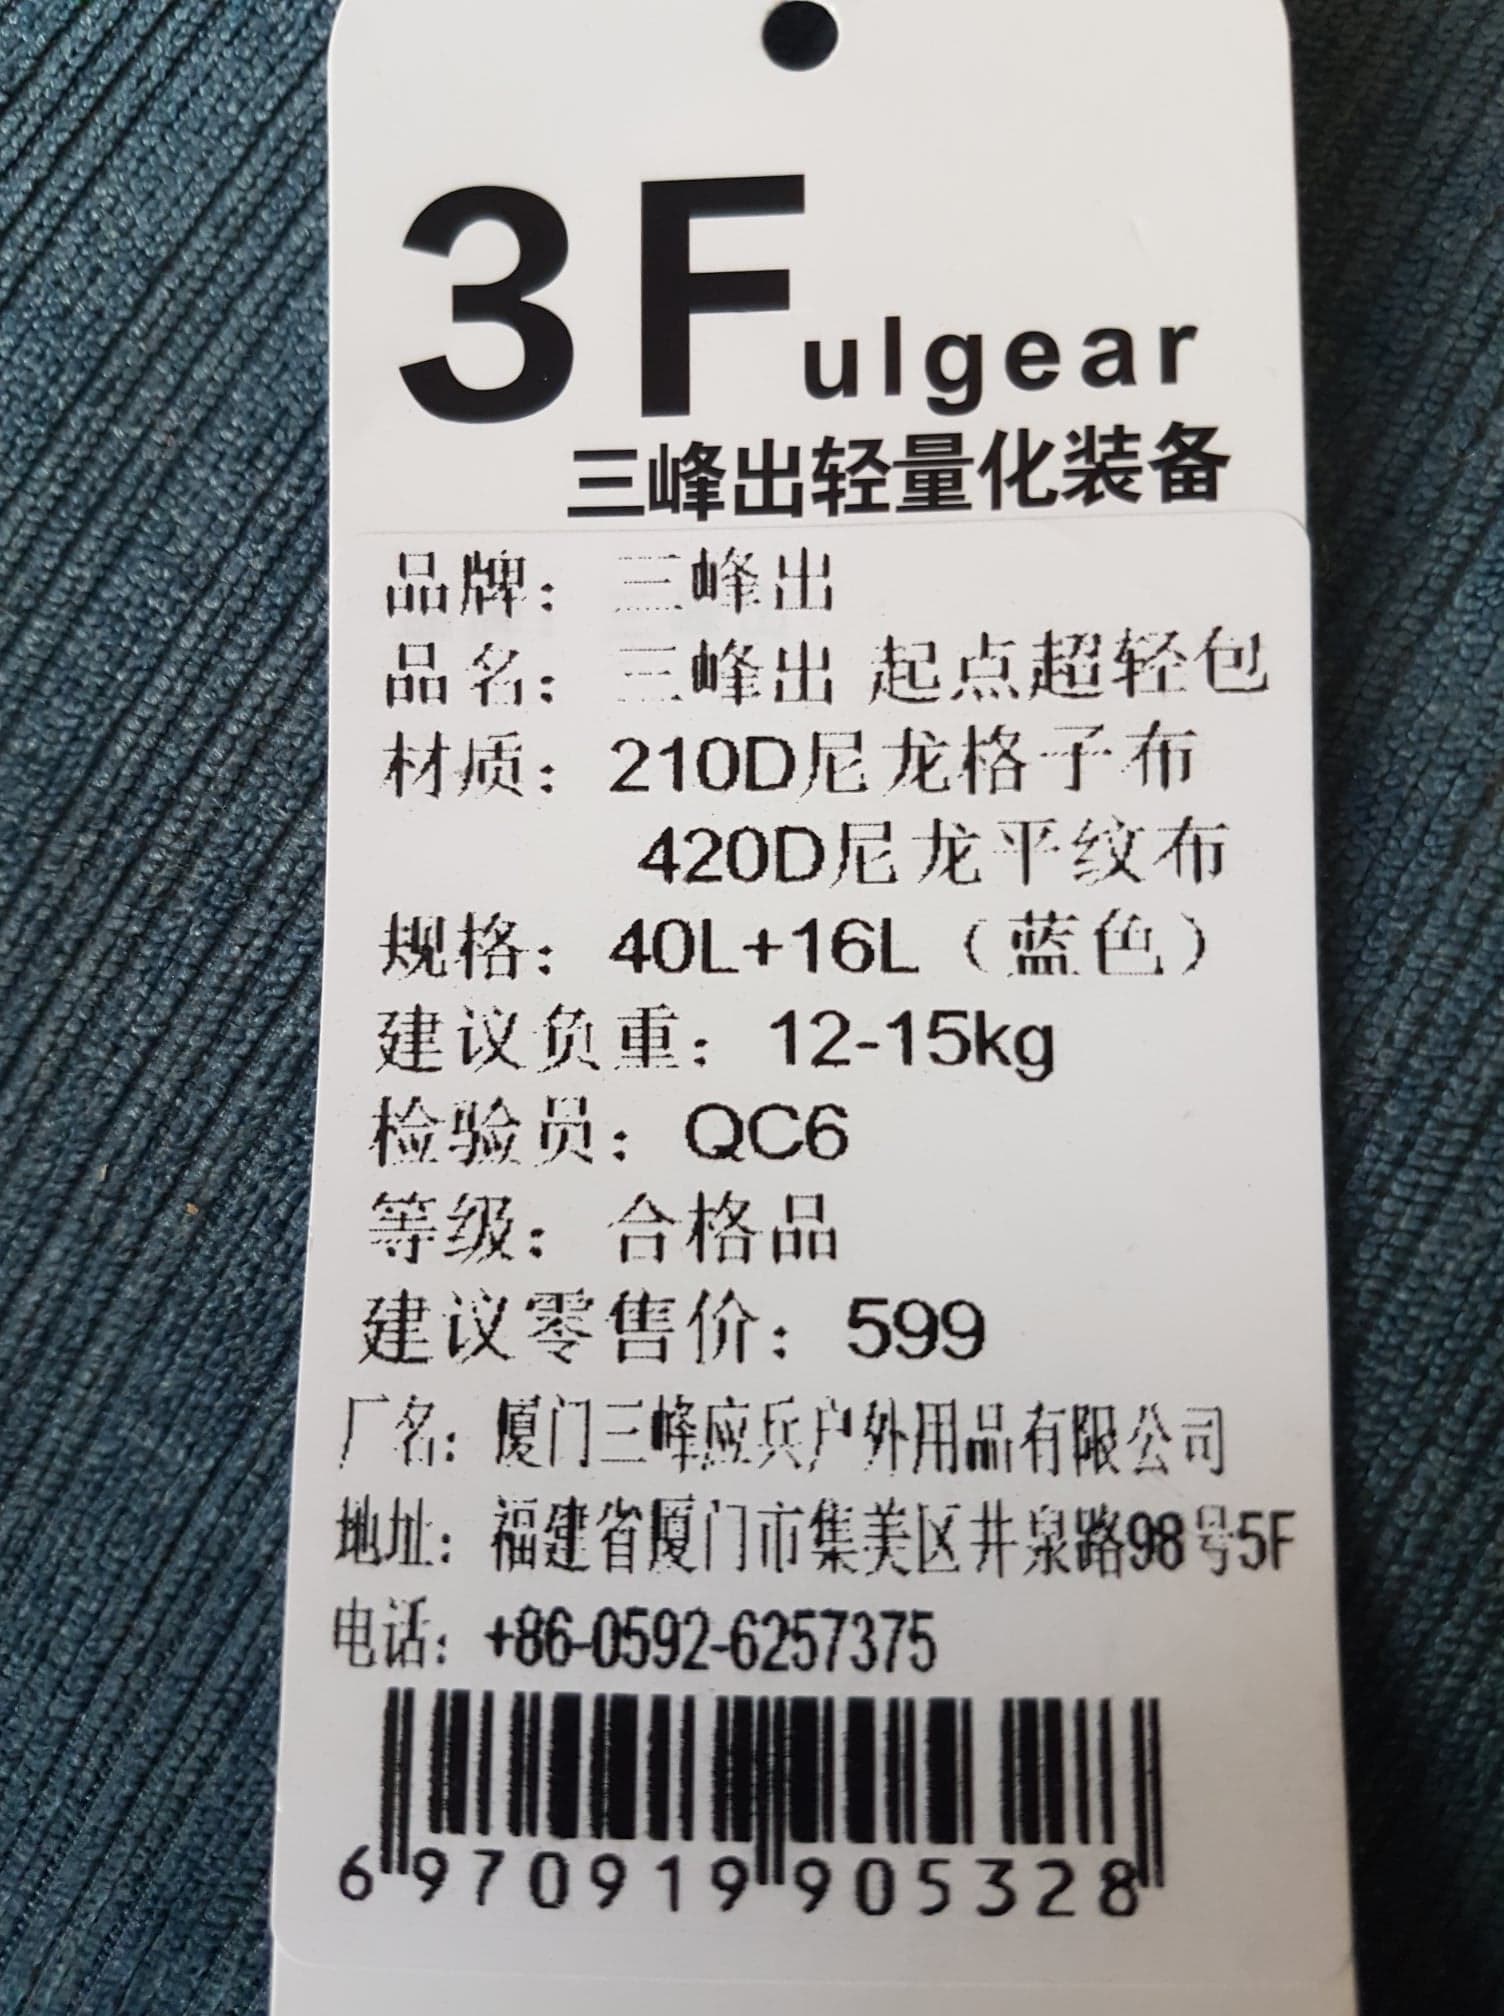 3Fulgear
三峰出轻量化装备
品牌：三峰出
品名：三峰出 起点超轻包
材质：210D尼龙格子布
420D尼龙平纹布
规格：40L+16L（蓝色）
建议负重：12-15kg
检验员：QC6
等级：合格品
建议零售价：599
厂名：厦门三峰应兵户外用品有限公司
地址：福建省厦门市集美区井泉路98号5F
电话：+86-0592-6257375
6970919905328